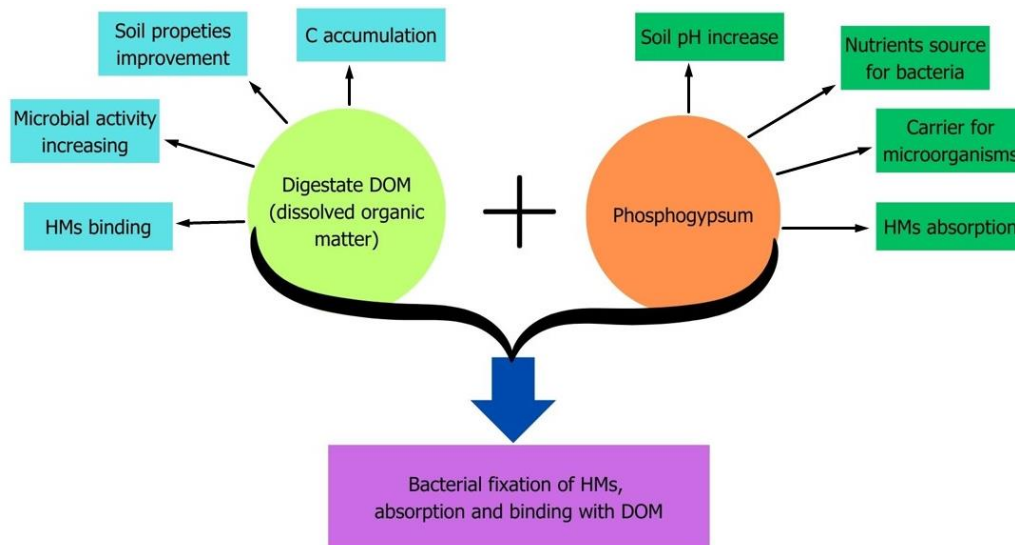 Soil propeties
improvement
C accumulation
Microbial activity
increasing
HMs binding
Digestate DOM
(dissolved organic
matter)
Soil pH increase
Nutrients source
for bacteria
Carrier for
microorganisms
HMs absorption
Phosphogypsum
Bacterial fixation of HMs,
absorption and binding with DOM